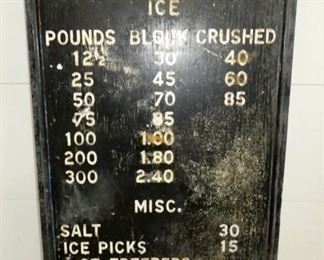 ICE
POUNDS BLOCK CRUSHED
12½ 30 40
25 45 60
50 70 85
75 85
100 1.00
200 1.80
300 2.40
MISC.
SALT 30
ICE PICKS 15